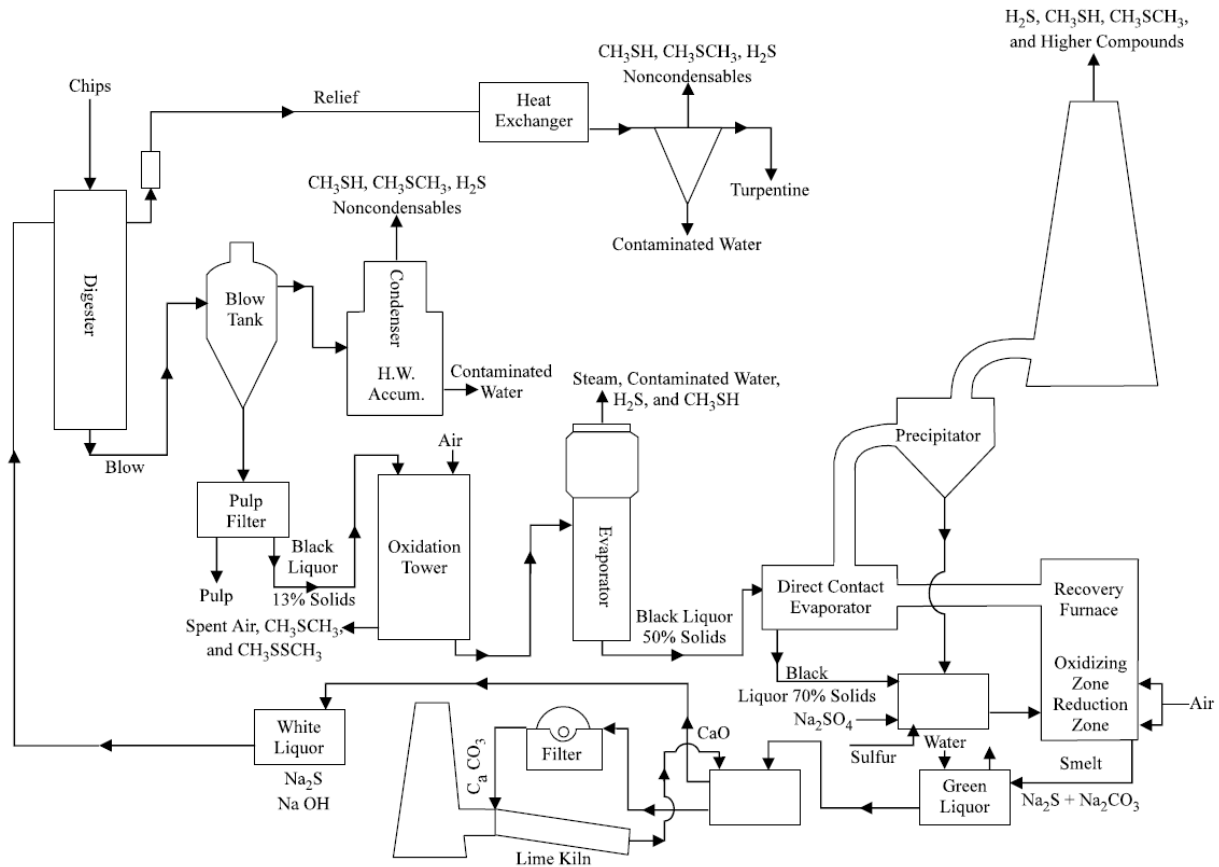 H₂S, CH₃SH, CH₃SCH₃,
and Higher Compounds
CH₃SH, CH₃SCH₃, H₂S
Noncondensables
Chips
Relief
Heat
Exchanger
Turpentine
Contaminated Water
CH₃SH, CH₃SCH₃, H₂S
Noncondensables
Digester
Blow
Tank
Condenser
H.W.
Accum.
Contaminated
Water
Steam, Contaminated Water,
H₂S, and CH₃SH
Precipitator
Blow
Air
Pulp
Filter
Black
Liquor
13% Solids
Pulp
Oxidation
Tower
Evaporator
Direct Contact
Evaporator
Recovery
Furnace
Spent Air, CH₃SCH₃,
and CH₃SSCH₃
Black Liquor
50% Solids
Oxidizing
Zone
Reduction
Zone
Air
Black
Liquor 70% Solids
Na₂SO₄
Sulfur
Water
White
Liquor
Na₂S
Na OH
CₐCO₃
Filter
CaO
Smelt
Green
Liquor
Na₂S + Na₂CO₃
Lime Kiln